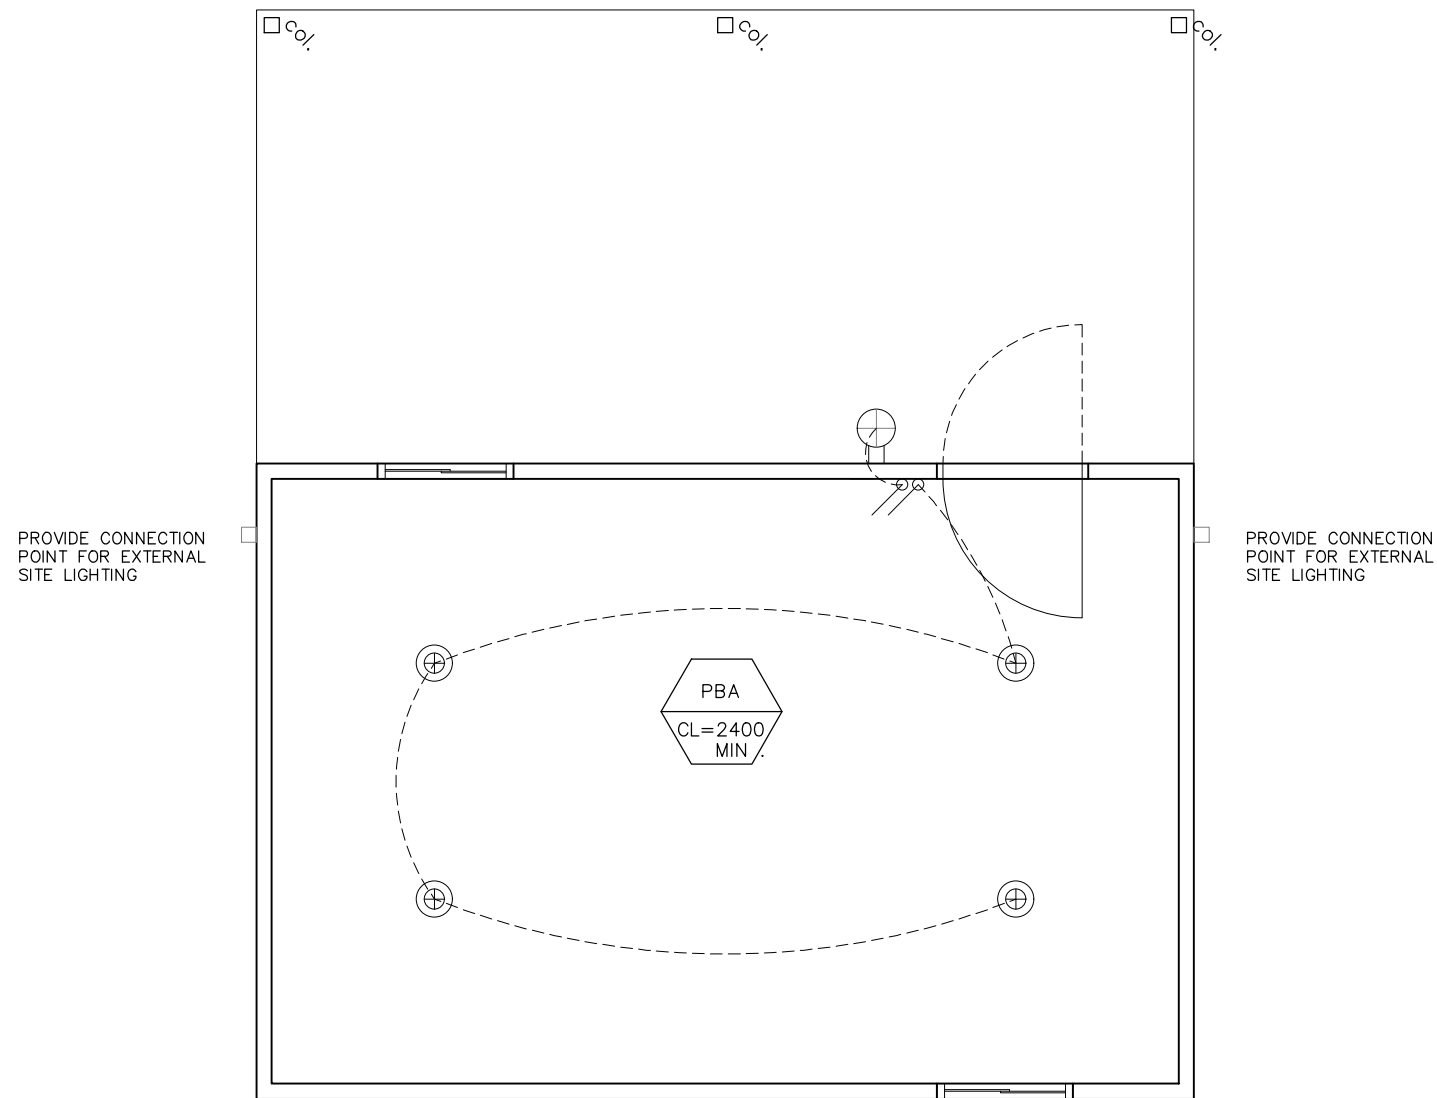 col.
col.
col.
PROVIDE CONNECTION
POINT FOR EXTERNAL
SITE LIGHTING
PROVIDE CONNECTION
POINT FOR EXTERNAL
SITE LIGHTING
PBA
CL=2400
MIN .